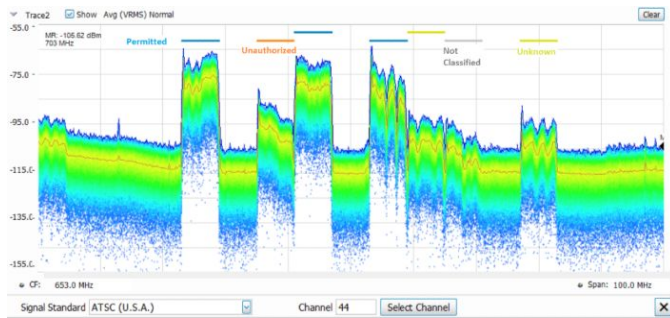 Trace2 Show Avg (VRMS) Normal Clear
-55.0
MR: -106.62 dBm
703 MHz
Permitted Unauthorized Not Classified Unknown
-75.0
-95.0
-115.0
-135.0
-155.0
CF: 653.0 MHz Span: 100.0 MHz
Signal Standard ATSC (U.S.A.) Channel 44 Select Channel X